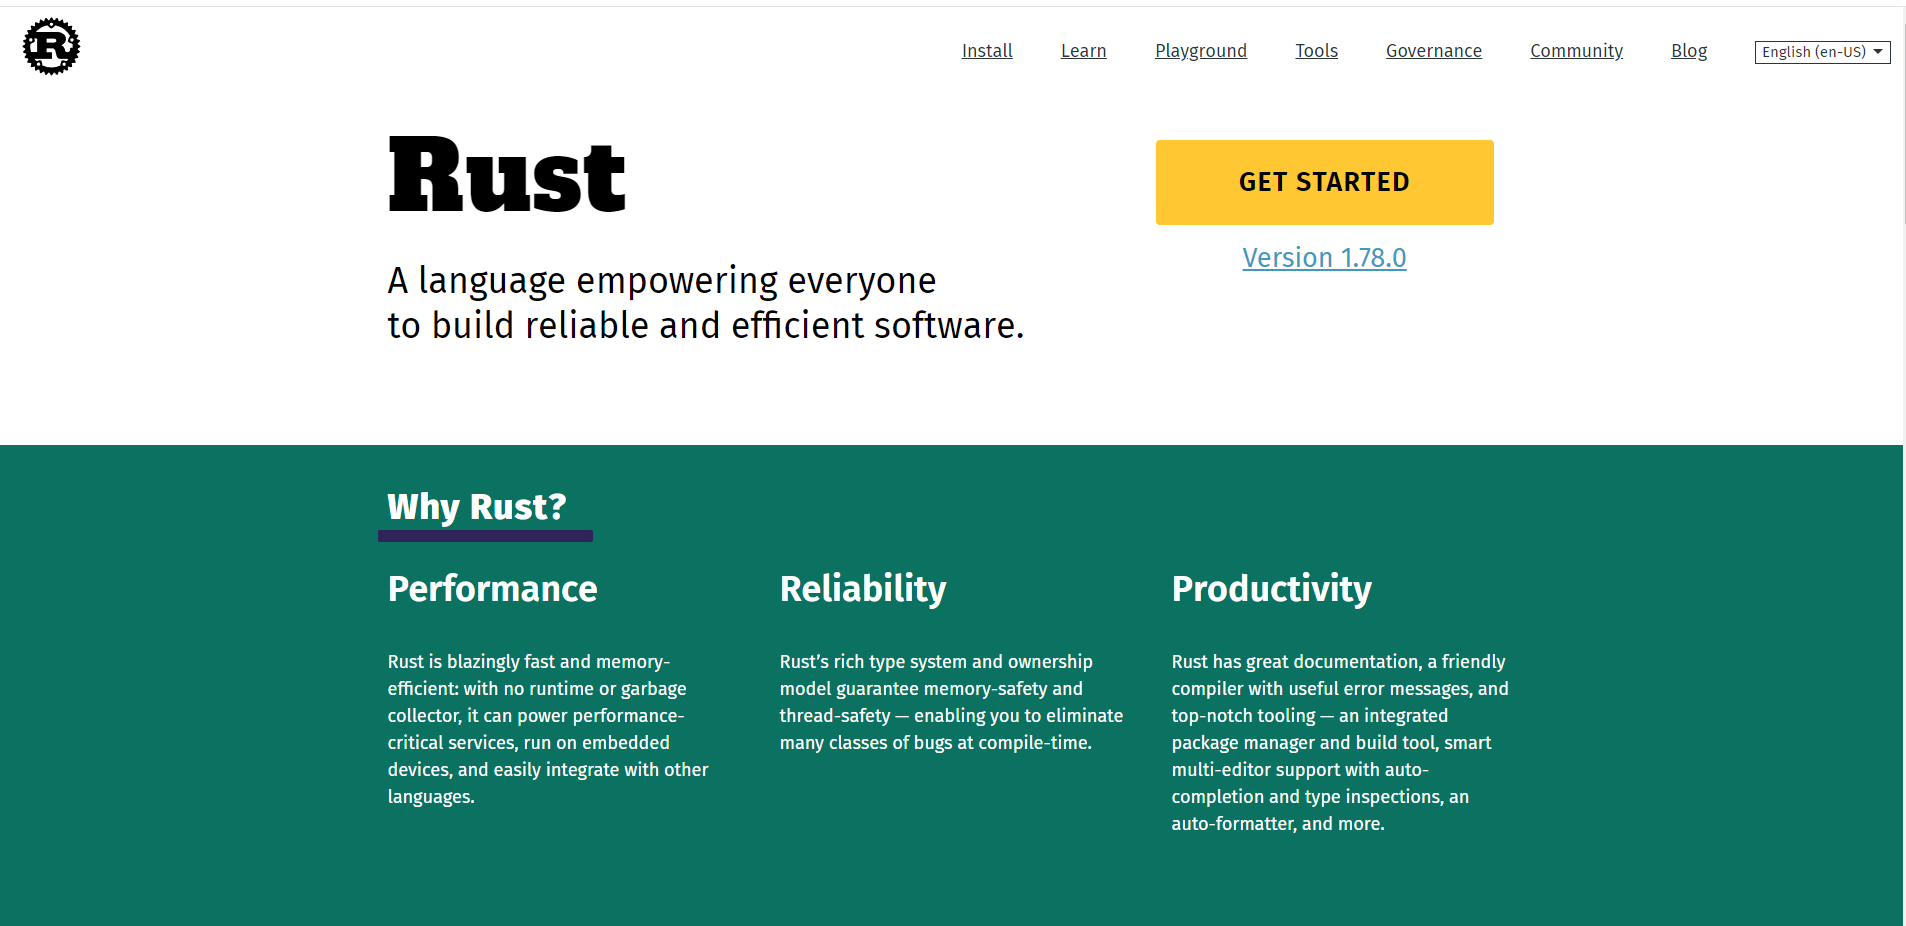 R
Install Learn Playground Tools Governance Community Blog English (en-US)
Rust
GET STARTED
Version 1.78.0
A language empowering everyone
to build reliable and efficient software.
Why Rust?
Performance
Rust is blazingly fast and memory-
efficient: with no runtime or garbage
collector, it can power performance-
critical services, run on embedded
devices, and easily integrate with other
languages.
Reliability
Rust’s rich type system and ownership
model guarantee memory-safety and
thread-safety — enabling you to eliminate
many classes of bugs at compile-time.
Productivity
Rust has great documentation, a friendly
compiler with useful error messages, and
top-notch tooling — an integrated
package manager and build tool, smart
multi-editor support with auto-
completion and type inspections, an
auto-formatter, and more.